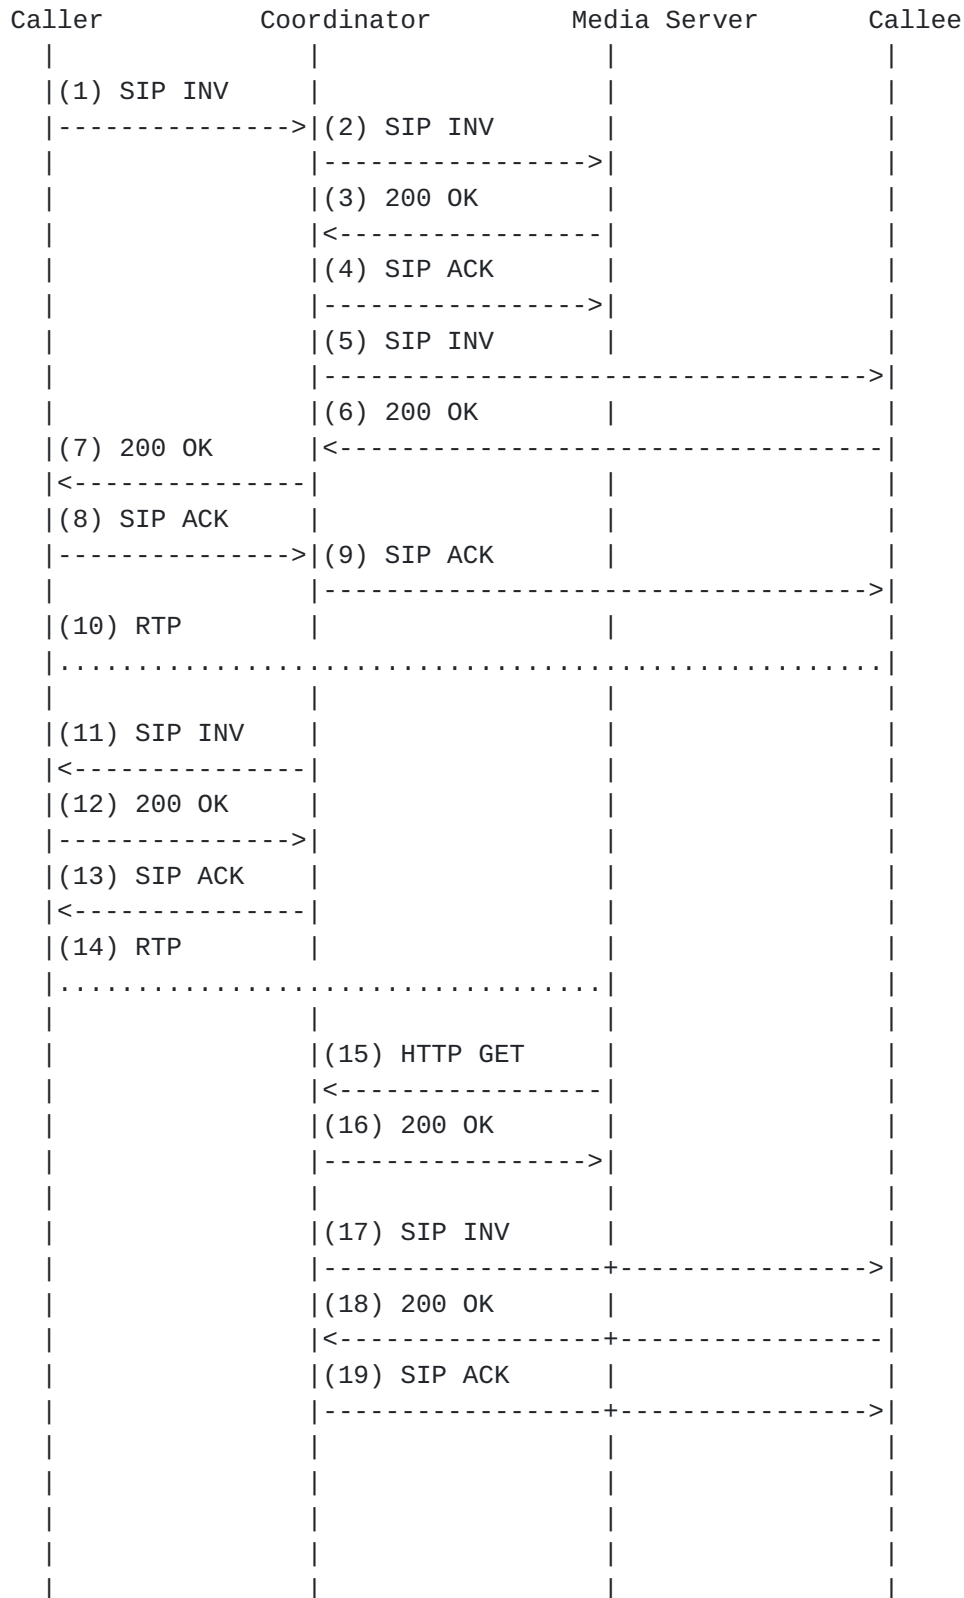 Caller Coordinator Media Server Callee
(1) SIP INV
(2) SIP INV
(3) 200 OK
(4) SIP ACK
(5) SIP INV
(6) 200 OK
(7) 200 OK
(8) SIP ACK
(9) SIP ACK
(10) RTP
(11) SIP INV
(12) 200 OK
(13) SIP ACK
(14) RTP
(15) HTTP GET
(16) 200 OK
(17) SIP INV
(18) 200 OK
(19) SIP ACK